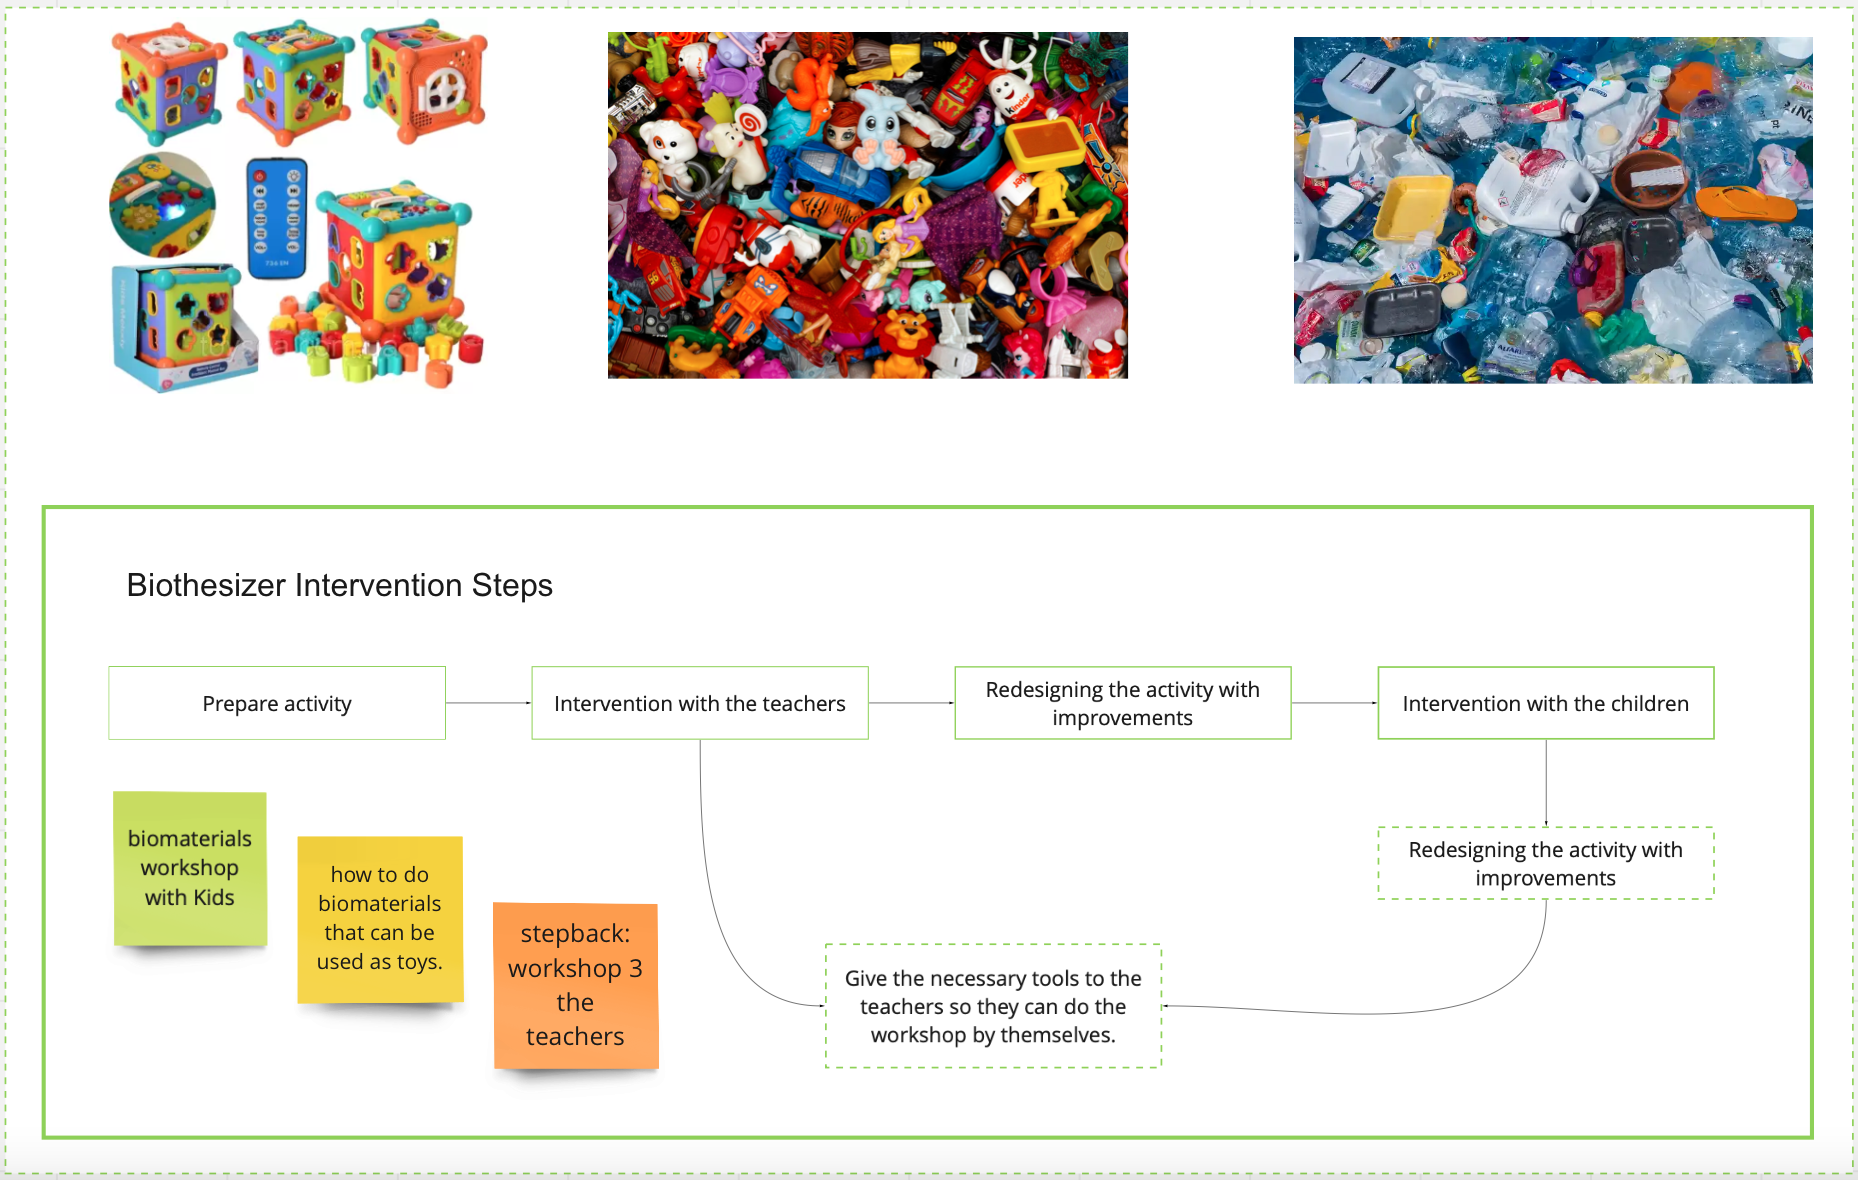 Kinder
Biothesizer Intervention Steps
Prepare activity
Intervention with the teachers
Redesigning the activity with
improvements
Intervention with the children
biomaterials
workshop
with Kids
how to do
biomaterials
that can be
used as toys.
stepback:
workshop 3
the
teachers
Redesigning the activity with
improvements
Give the necessary tools to the
teachers so they can do the
workshop by themselves.